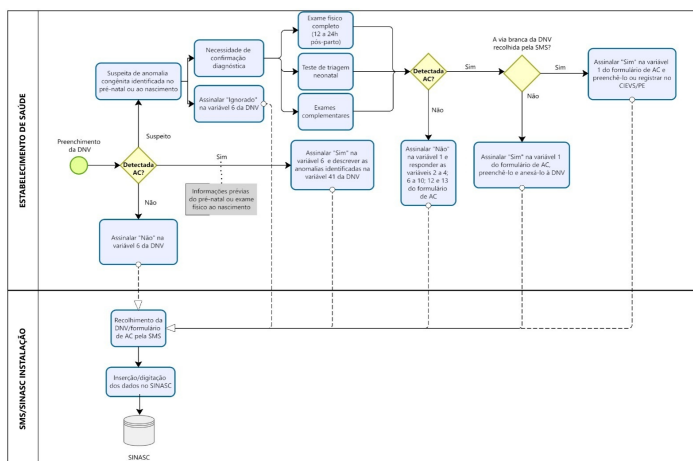 ESTABELECIMENTO DE SAÚDE
Preenchimento da
DNV
Detectada
AC?
Suspeito
Sim
Não
Suspeita de anomalia
congênita identificada no
pré-natal ou ao nascimento
Necessidade de
confirmação
diagnóstica
Assinalar "Ignorado"
na variável 6 da DNV
Exame físico
completo
(12 a 24h
pós-parto)
Teste de triagem
neonatal
Exames
complementares
Detectada
AC?
Sim
Não
A via branca da DNV
recolhida pela SMS?
Sim
Não
Assinalar "Sim" na variável
1 do formulário de AC e
preenchê-lo ou registrar no
CIEVS/PE
Assinalar "Sim" na
variável 6 e descrever as
anomalias identificadas na
variável 41 da DNV
Informações prévias
do pré-natal ou exame
físico ao nascimento
Assinalar "Não" na
variável 6 da DNV
Assinalar "Não" na
variável 1 e
responder as
variáveis 2 a 4;
6 a 10; 12 e 13
do formulário
de AC
Assinalar "Sim" na variável 1
do formulário de AC,
preenchê-lo e anexá-lo à DNV
SMS/SINASC INSTALAÇÃO
Recolhimento da
DNV/formulário
de AC pela SMS
Inserção/digitação
dos dados no SINASC
SINASC